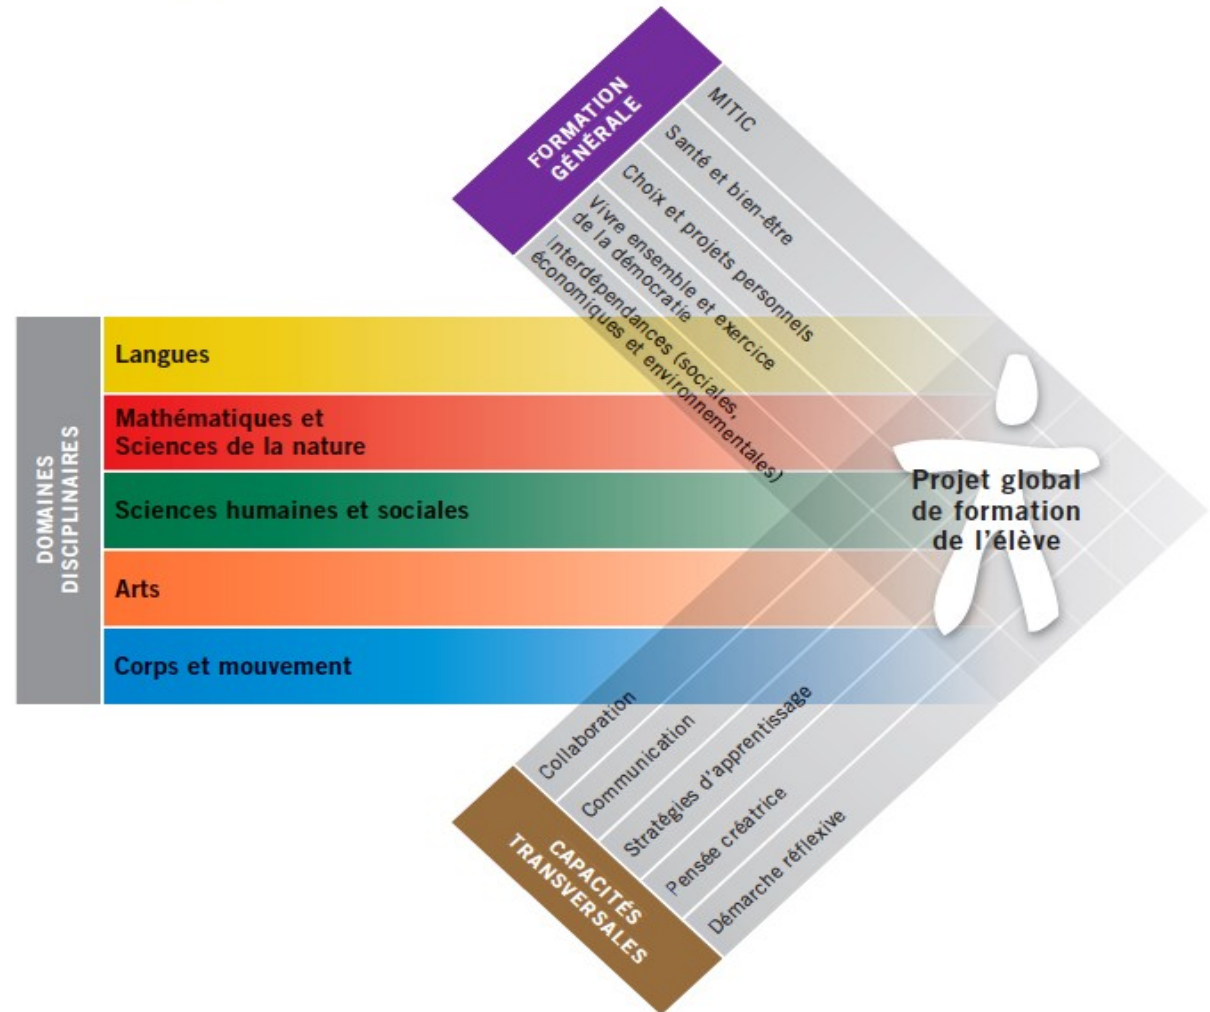 FORMATION
GÉNÉRALE
MITIC
Santé et bien-être
Choix et projets personnels
Vivre ensemble et exercice
de la démocratie
Interdépendances (sociales,
économiques et environnementales)
DOMAINES
DISCIPLINAIRES
Langues
Mathématiques et
Sciences de la nature
Sciences humaines et sociales
Arts
Corps et mouvement
Projet global
de formation
de l'élève
CAPACITÉS
TRANSVERSALES
Collaboration
Communication
Stratégies d'apprentissage
Pensée créatrice
Démarche réflexive